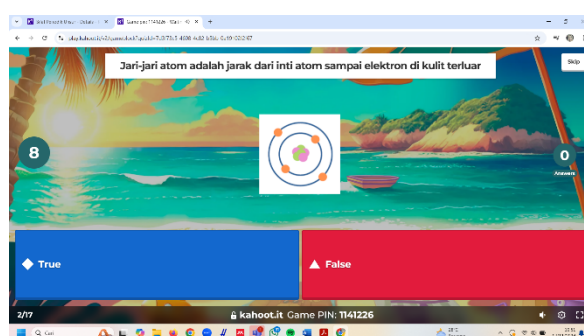 Jari-jari atom adalah jarak dari inti atom sampai elektron di kulit terluar
Skip
8
0
Answers
True
False
2/17
kahoot.it Game PIN: 1141226